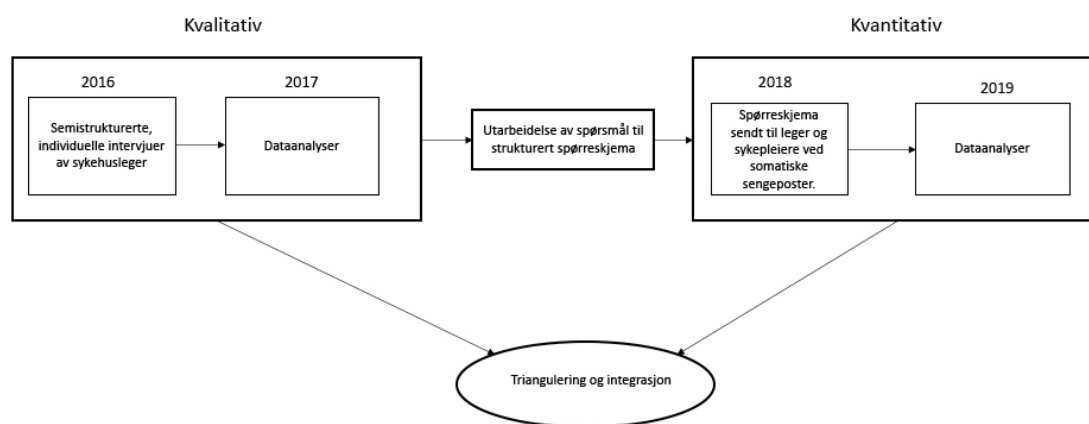 Kvalitativ
Kvantitativ
2016
2017
Semistrukturerte,
individuelle intervjuer
av sykehusleger
Dataanalyser
Utarbeidelse av spørsmål til
strukturert spørreskjema
2018
2019
Spørreskjema
sendt til leger og
sykepleiere ved
somatiske
sengeposter.
Dataanalyser
Triangulering og integrasjon